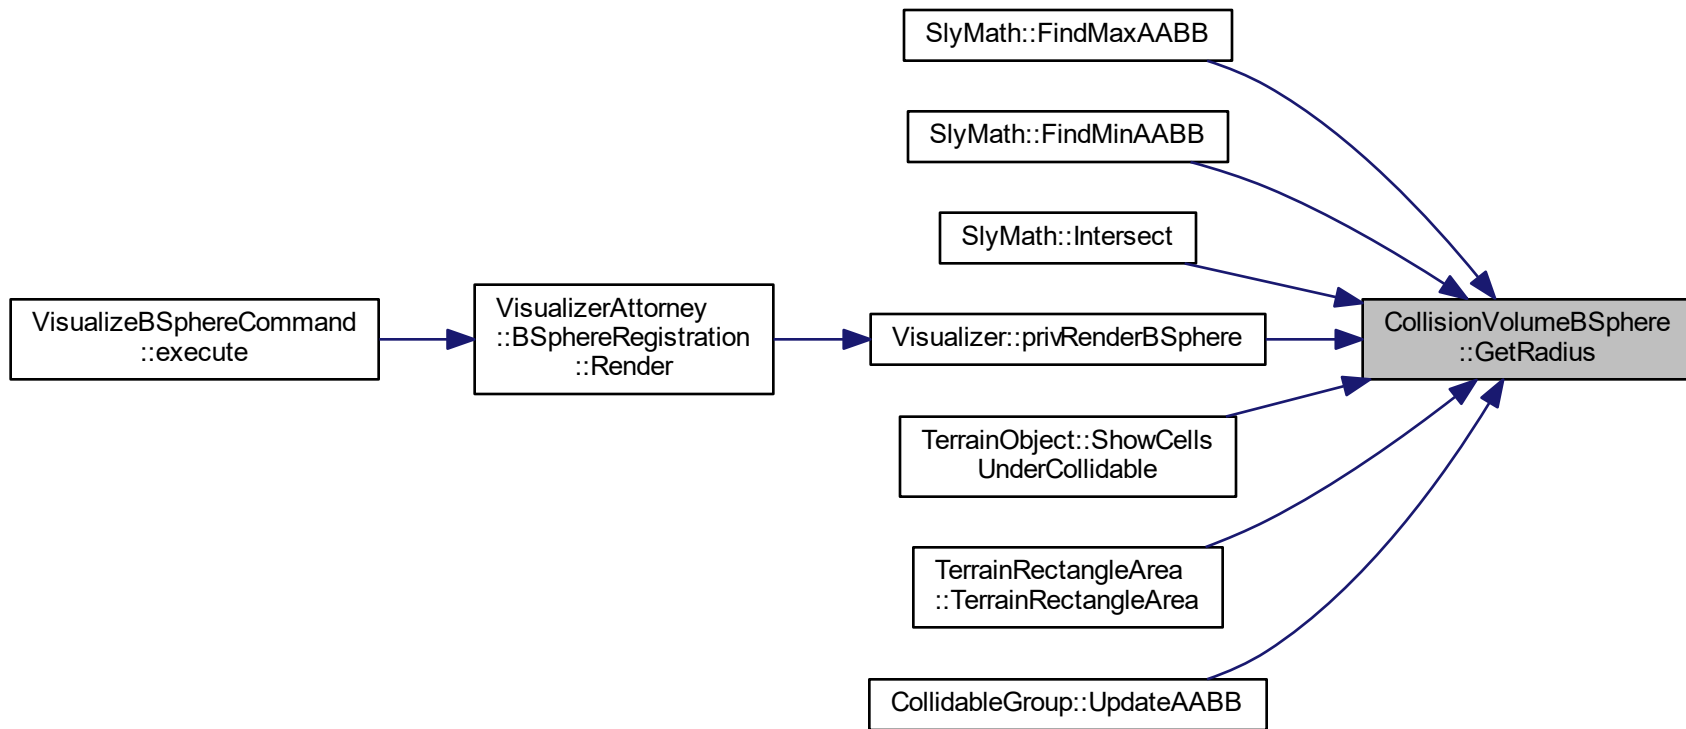 SlyMath::FindMaxAABB
SlyMath::FindMinAABB
SlyMath::Intersect
VisualizeBSphereCommand
::execute
VisualizerAttorney
::BSphereRegistration
::Render
Visualizer::privRenderBSphere
CollisionVolumeBSphere
::GetRadius
TerrainObject::ShowCells
UnderCollidable
TerrainRectangleArea
::TerrainRectangleArea
CollidableGroup::UpdateAABB